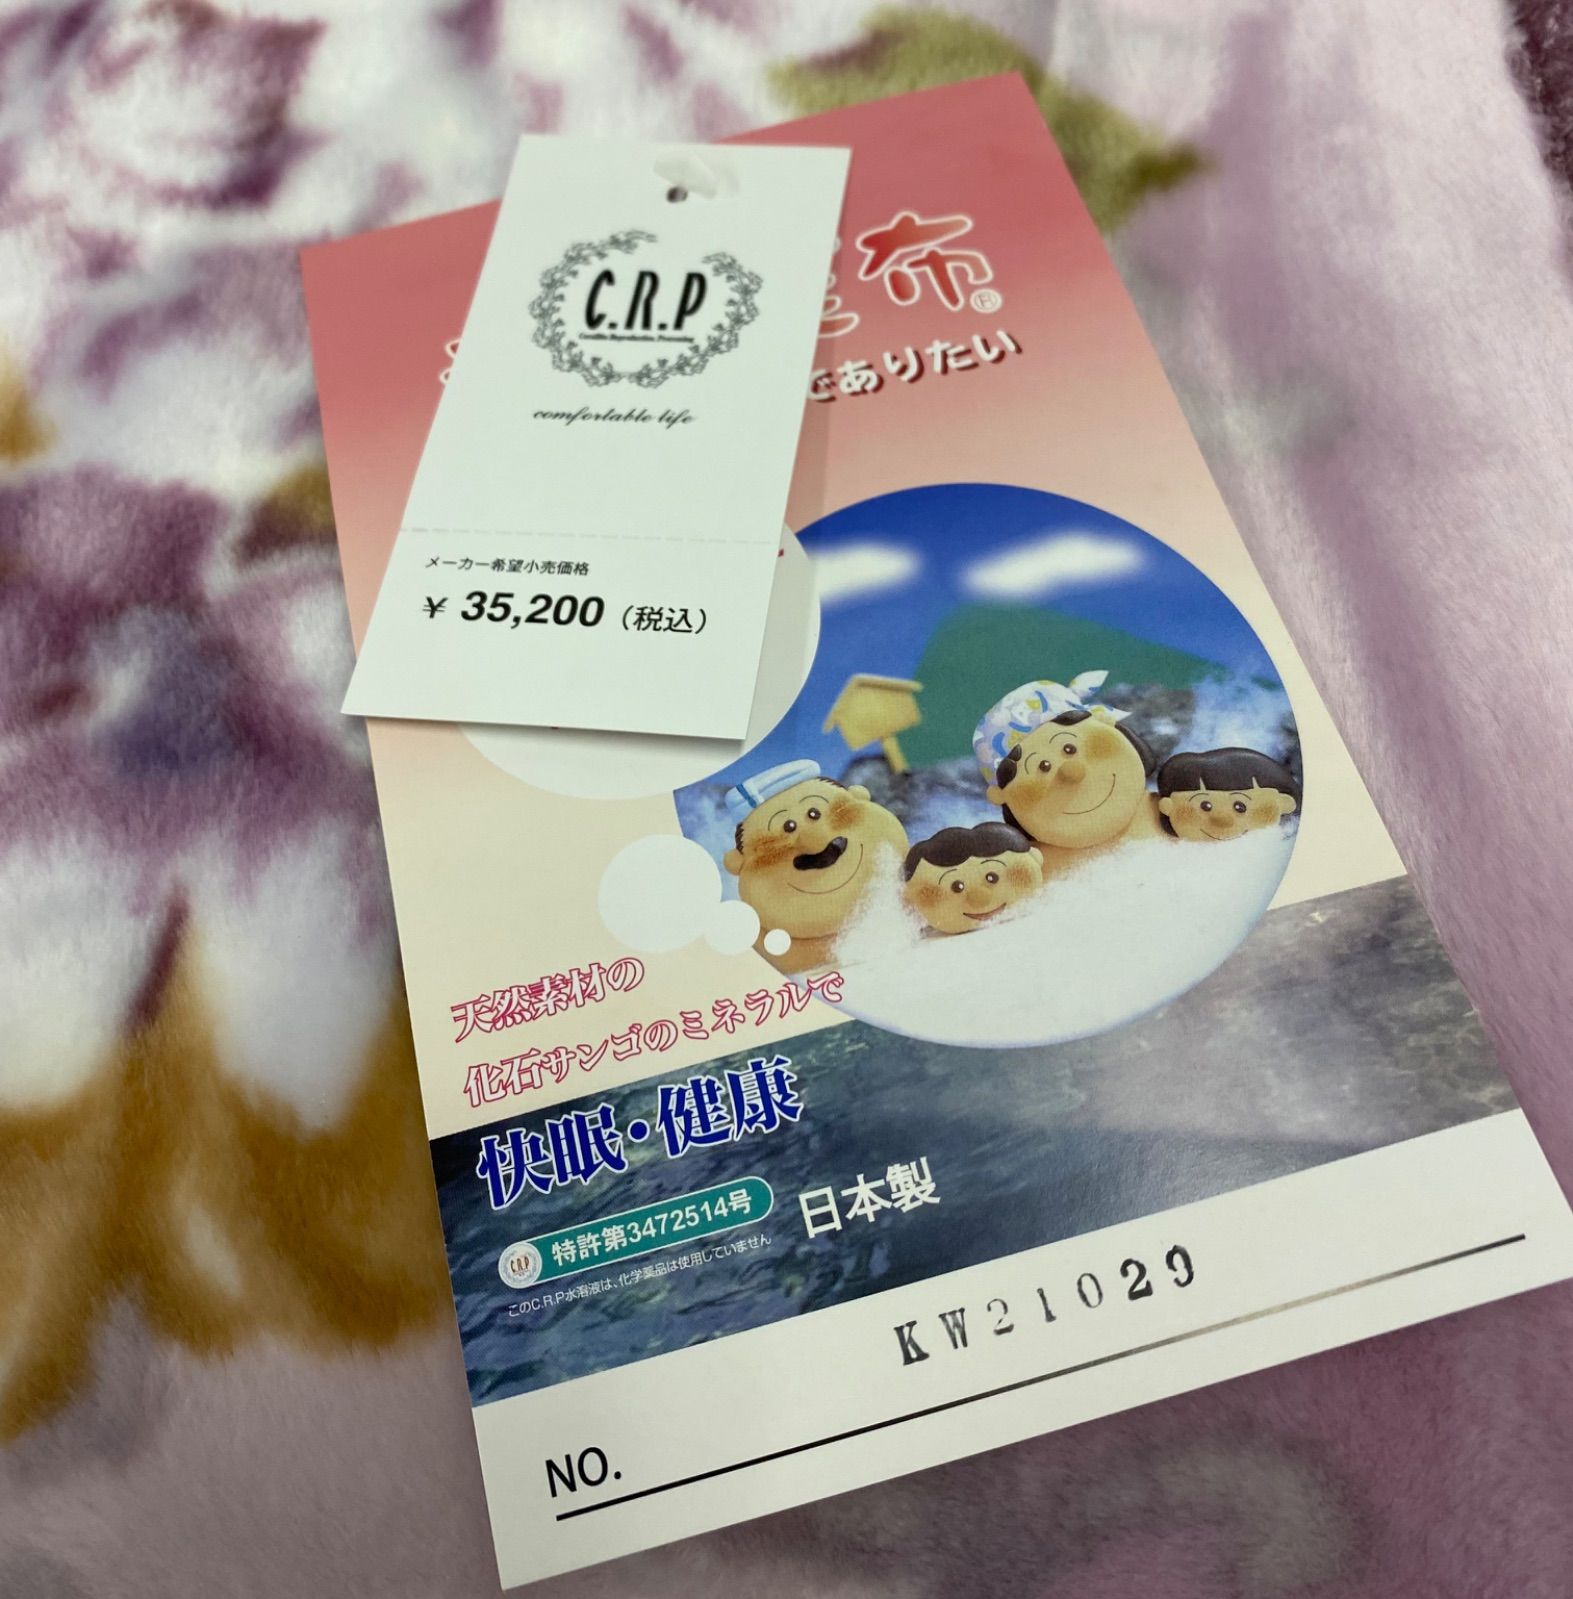 C.R.P
comfortable life
メーカー希望小売価格
¥ 35,200（税込）
布®
でありたい
天然素材の
化石サンゴのミネラルで
快眠・健康
C.R.P
特許第3472514号
日本製
このC.R.P水溶液は、化学薬品は使用していません
KW21029
NO.